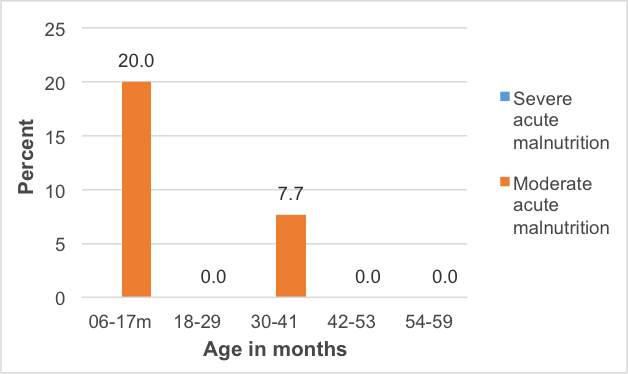 25
20
15
10
5
0
Percent
20.0
0.0
7.7
0.0
0.0
06-17m
18-29
30-41
42-53
54-59
Age in months
Severe
acute
malnutrition
Moderate
acute
malnutrition